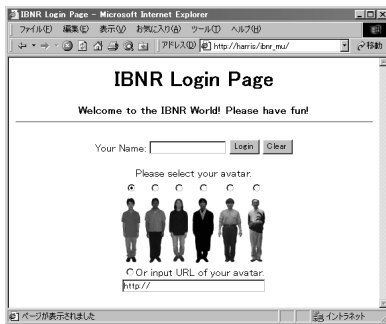 IBNR Login Page - Microsoft Internet Explorer
ファイル(F) 編集(E) 表示(V) お気に入り(A) ツール(T) ヘルプ(H)
アドレス(D) http://harris/ibnr_mu/ 移動
IBNR Login Page
Welcome to the IBNR World! Please have fun!
Your Name: Login Clear
Please select your avatar.
Or input URL of your avatar.
http://
ページが表示されました イントラネット